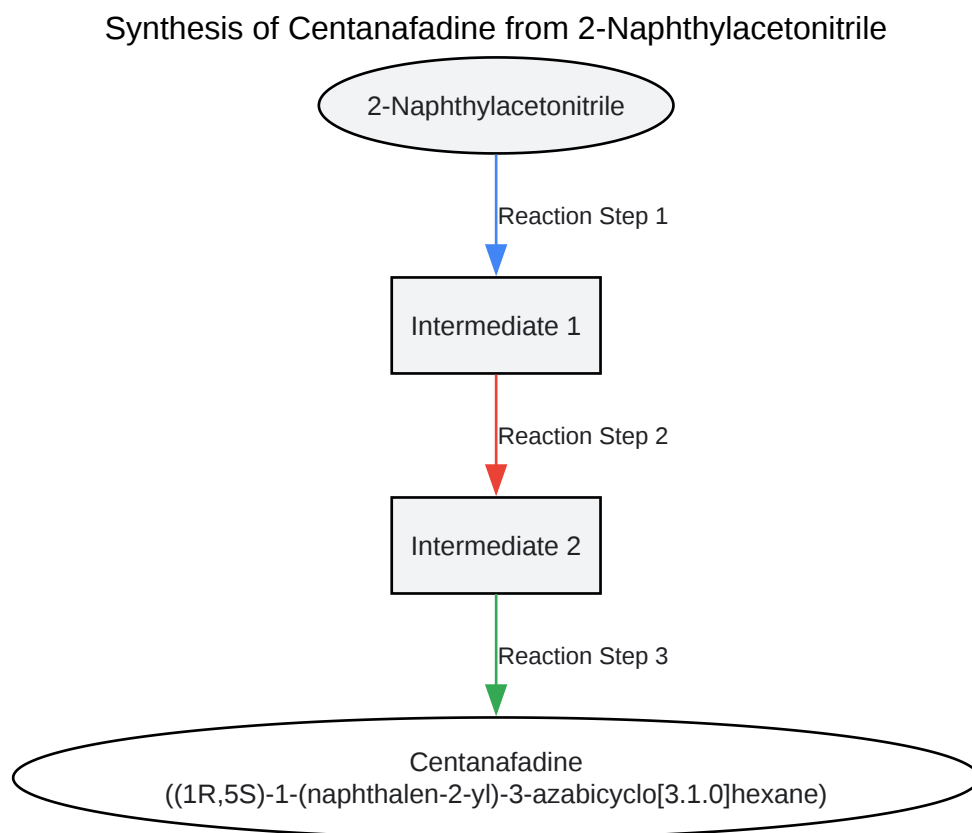 Synthesis of Centanafadine from 2-Naphthylacetonitrile
2-Naphthylacetonitrile
Reaction Step 1
Intermediate 1
Reaction Step 2
Intermediate 2
Reaction Step 3
Centanafadine
((1R,5S)-1-(naphthalen-2-yl)-3-azabicyclo[3.1.0]hexane)